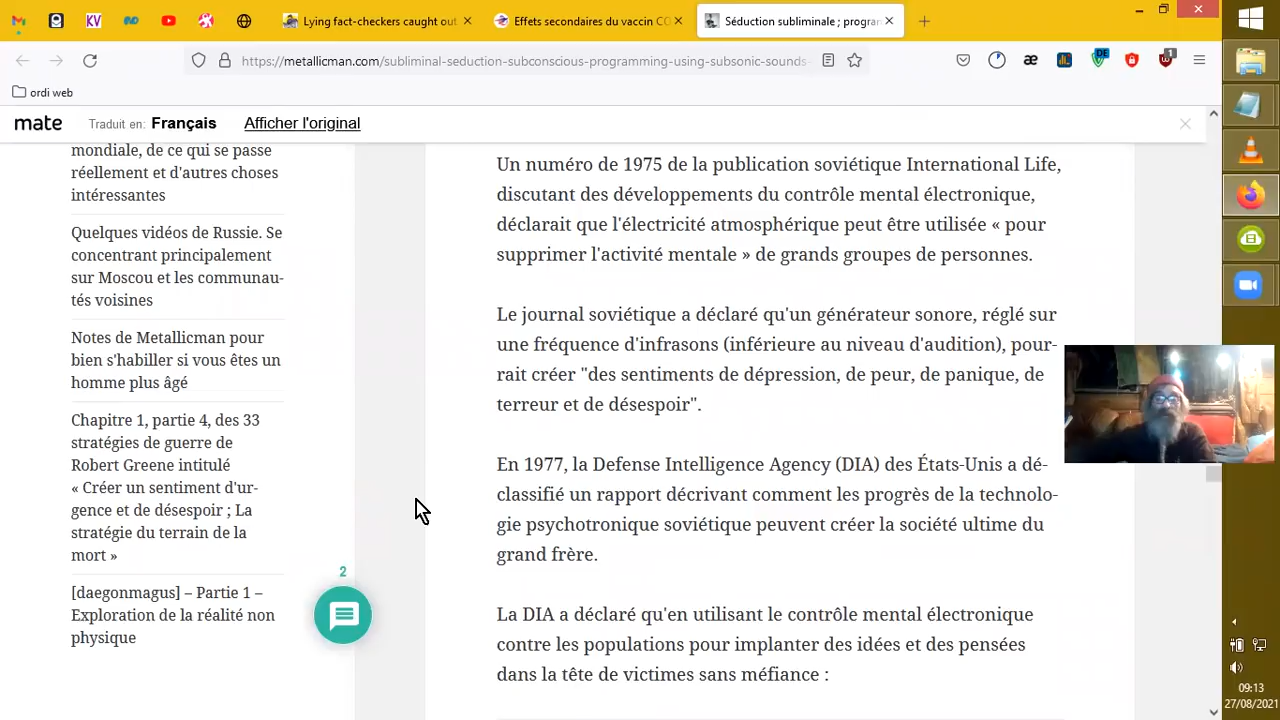 Lying fact-checkers caught out
Effets secondaires du vaccin CO
Séduction subliminale ; progra
KV
https://metallicman.com/subliminal-seduction-subconscious-programming-using-subsonic-sounds-
æ
DE
1
ordi web
mate
Traduit en: Français
Afficher l'original
mondiale, de ce qui se passe
réellement et d'autres choses
intéressantes
Quelques vidéos de Russie. Se
concentrant principalement
sur Moscou et les communau-
tés voisines
Notes de Metallicman pour
bien s'habiller si vous êtes un
homme plus âgé
Chapitre 1, partie 4, des 33
stratégies de guerre de
Robert Greene intitulé
« Créer un sentiment d'ur-
gence et de désespoir ; La
stratégie du terrain de la
mort »
[daegonmagus] – Partie 1 –
Exploration de la réalité non
physique
2
Un numéro de 1975 de la publication soviétique International Life,
discutant des développements du contrôle mental électronique,
déclarait que l'électricité atmosphérique peut être utilisée « pour
supprimer l'activité mentale » de grands groupes de personnes.
Le journal soviétique a déclaré qu'un générateur sonore, réglé sur
une fréquence d'infrasons (inférieure au niveau d'audition), pour-
rait créer "des sentiments de dépression, de peur, de panique, de
terreur et de désespoir".
En 1977, la Defense Intelligence Agency (DIA) des États-Unis a dé-
classifié un rapport décrivant comment les progrès de la technolo-
gie psychotronique soviétique peuvent créer la société ultime du
grand frère.
La DIA a déclaré qu'en utilisant le contrôle mental électronique
contre les populations pour implanter des idées et des pensées
dans la tête de victimes sans méfiance :
09:13
27/08/2021